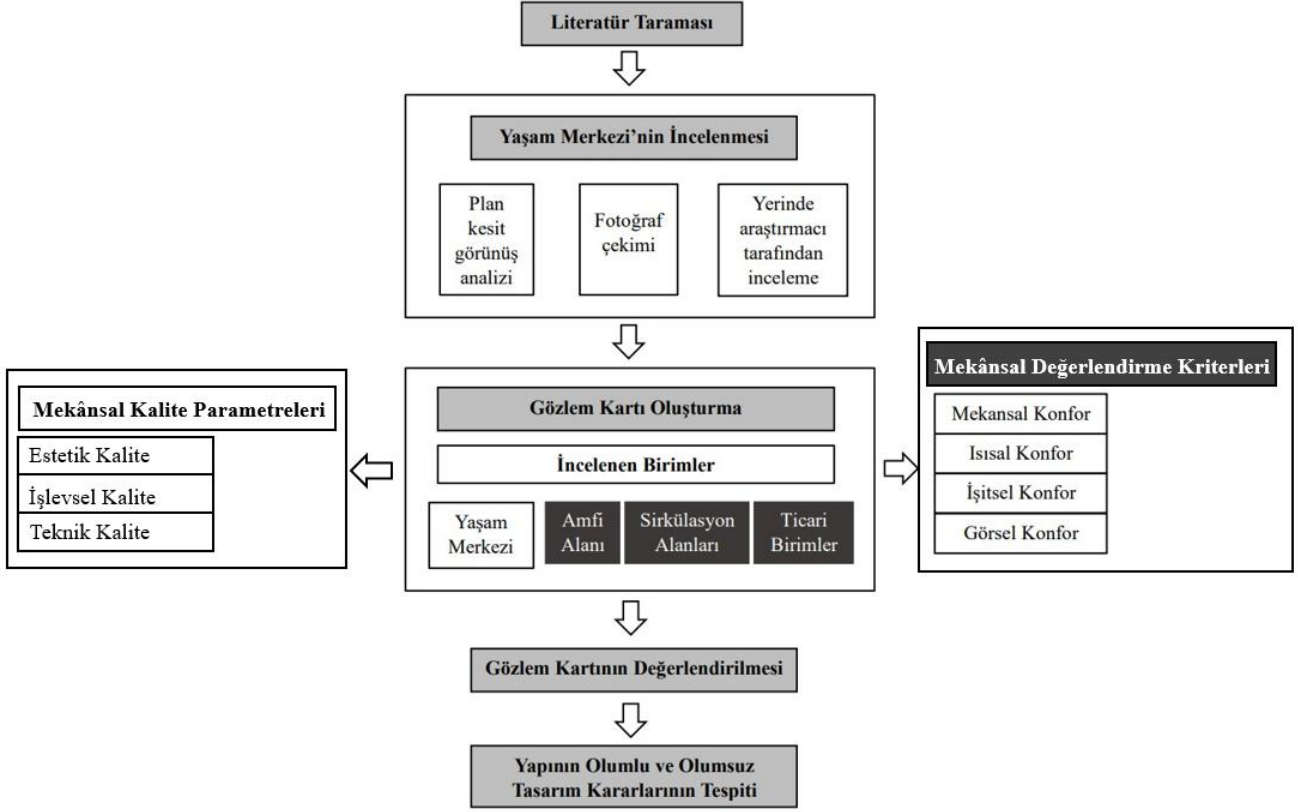 Literatür Taraması
Yaşam Merkezi’nin İncelenmesi
Plan
kesit
görünüş
analizi
Fotoğraf
çekimi
Yerinde
araştırmacı
tarafından
inceleme
Mekânsal Kalite Parametreleri
Estetik Kalite
İşlevsel Kalite
Teknik Kalite
Gözlem Kartı Oluşturma
İncelenen Birimler
Yaşam
Merkezi
Amfi
Alanı
Sirkülasyon
Alanları
Ticari
Birimler
Mekânsal Değerlendirme Kriterleri
Mekansal Konfor
Isısal Konfor
İşitsel Konfor
Görsel Konfor
Gözlem Kartının Değerlendirilmesi
Yapının Olumlu ve Olumsuz
Tasarım Kararlarının Tespiti